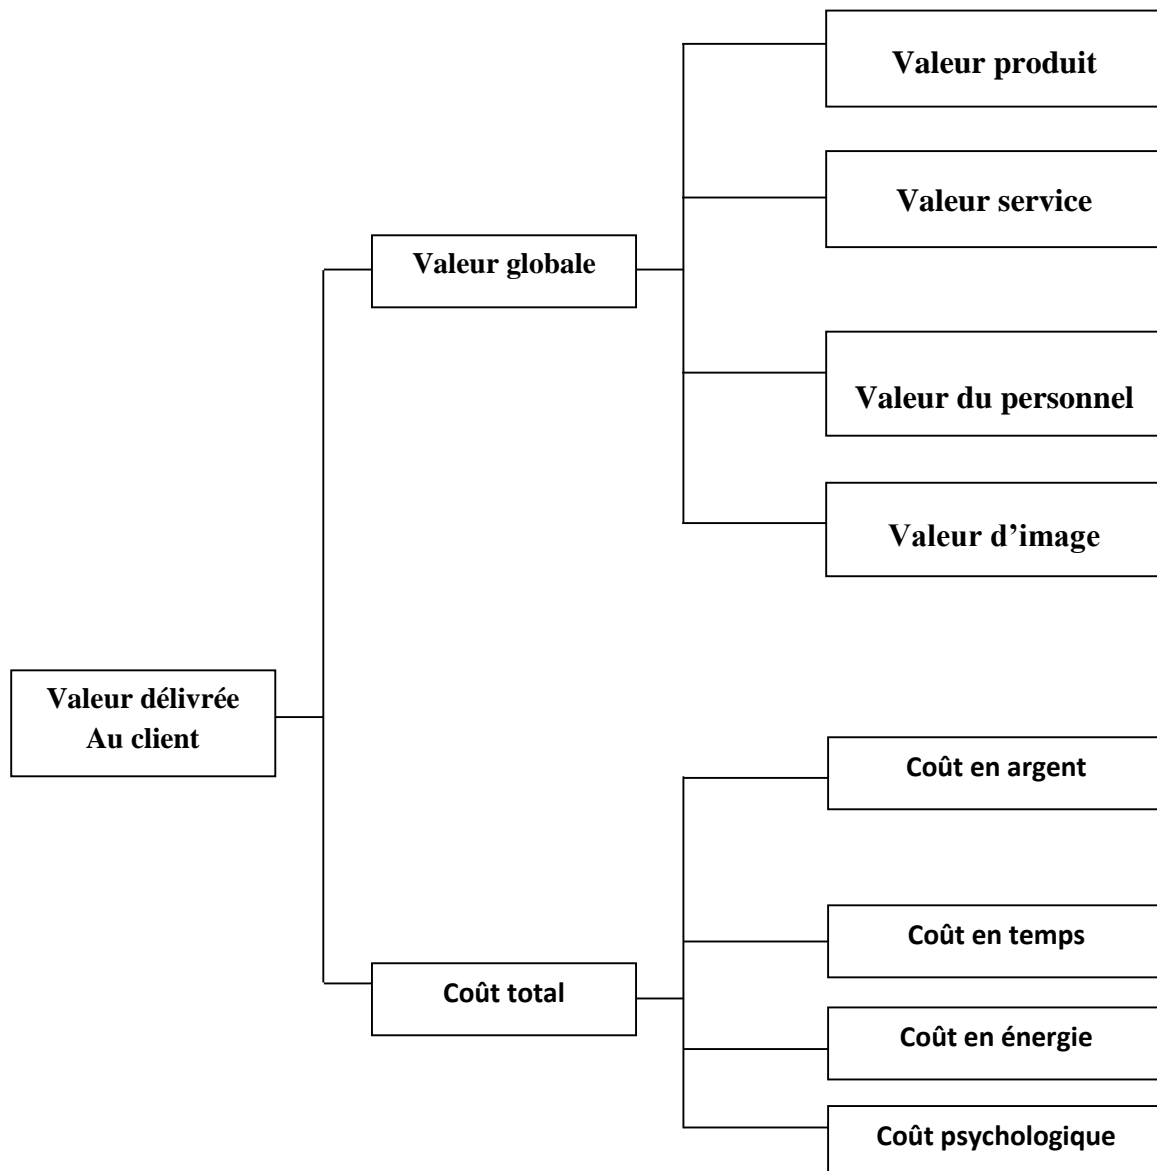 Valeur produit
Valeur service
Valeur globale
Valeur du personnel
Valeur d’image
Valeur délivrée
Au client
Coût en argent
Coût en temps
Coût total
Coût en énergie
Coût psychologique